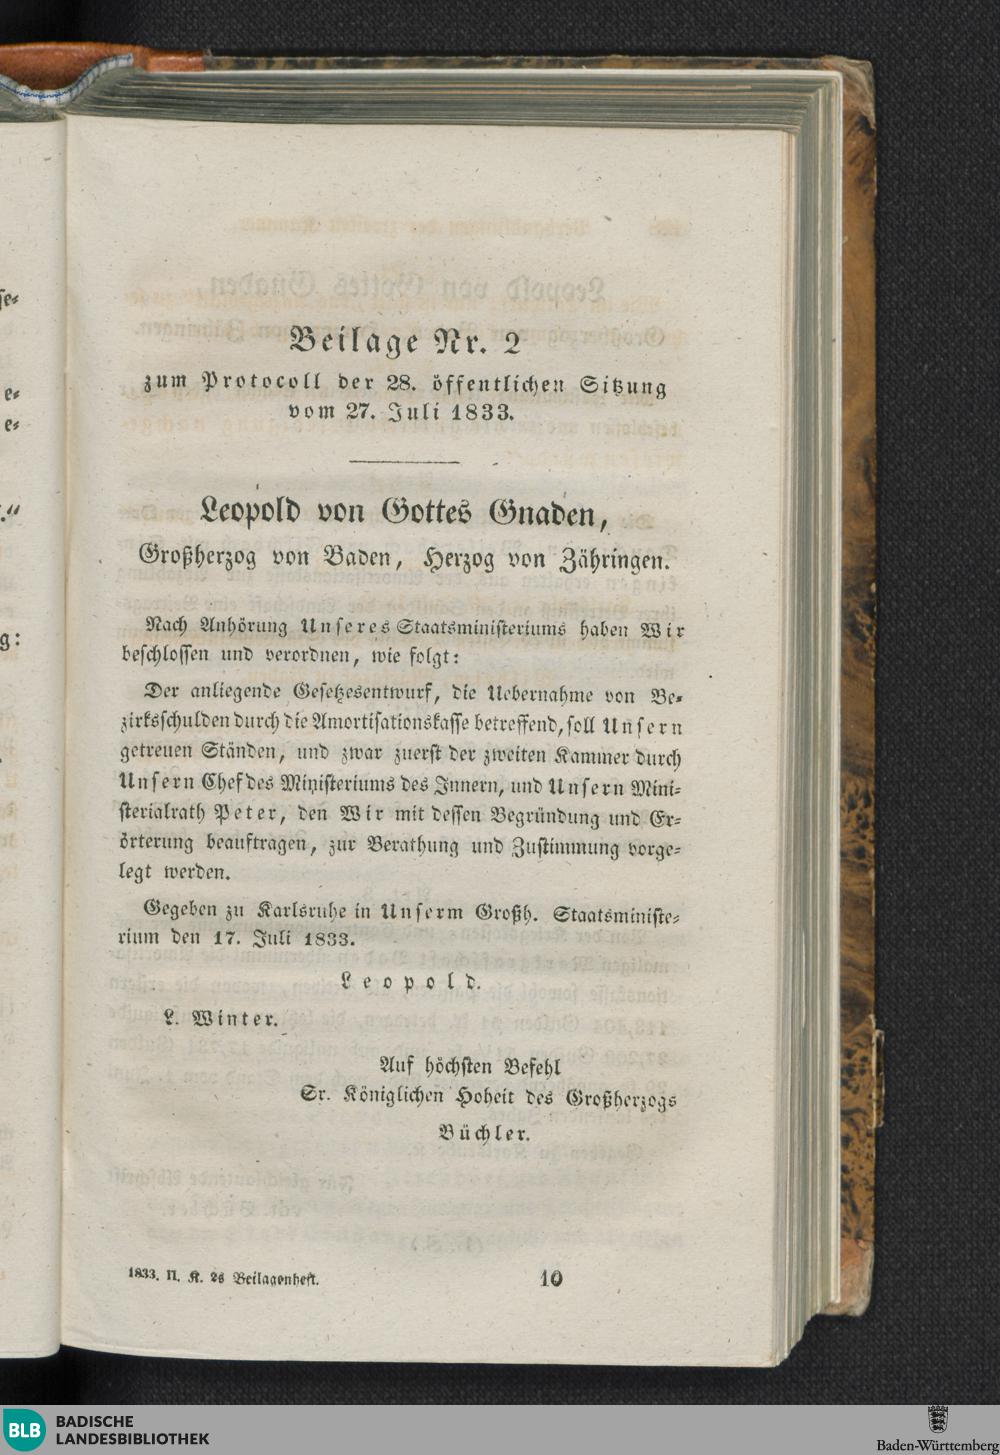 Beilage Nr. 2
zum Protocoll der 28. öffentlichen Sitzung
vom 27. Juli 1833.
Leopold von Gottes Gnaden,
Großherzog von Baden, Herzog von Zähringen.
Nach Anhörung Unseres Staatsministeriums haben Wir
beschlossen und verordnen, wie folgt:
Der anliegende Gesetzesentwurf, die Uebernahme von Be-
zirksschulden durch die Amortisationskasse betreffend, soll Unsern
getreuen Ständen, und zwar zuerst der zweiten Kammer durch
Unsern Chef des Ministeriums des Innern, und Unsern Mini-
sterialrath Peter, den Wir mit dessen Begründung und Er-
örterung beauftragen, zur Berathung und Zustimmung vorge-
legt werden.
Gegeben zu Karlsruhe in Unserm Großh. Staatsministe-
rium den 17. Juli 1833.
Leopold.
L. Winter.
Auf höchsten Befehl
Sr. Königlichen Hoheit des Großherzogs
Büchler.
1833. II. K. 2s Beilagenheft.
10
se-
e-
e-
."
g:
BLB
BADISCHE
LANDESBIBLIOTHEK
Baden-Württemberg